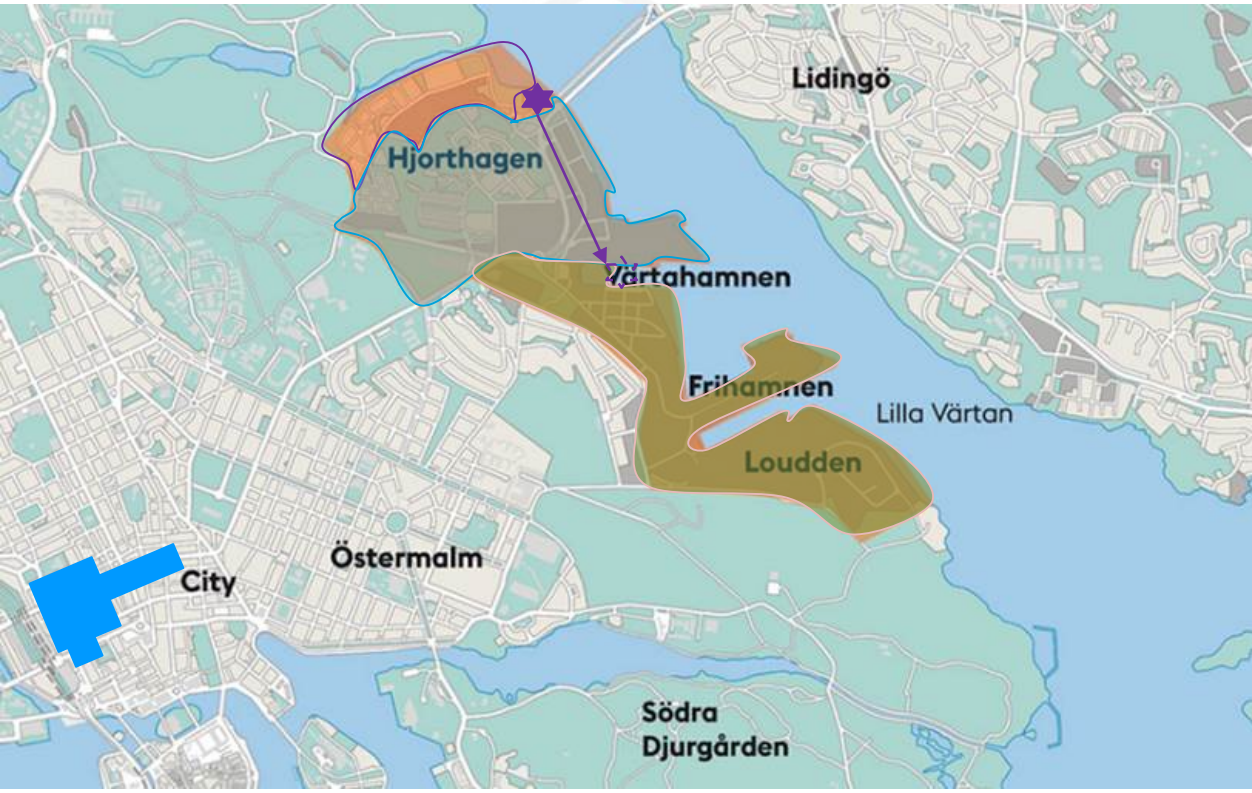 Lidingö
Hjorthagen
Värtahamnen
Frihamnen
Lilla Värtan
Loudden
Östermalm
City
Södra
Djurgården